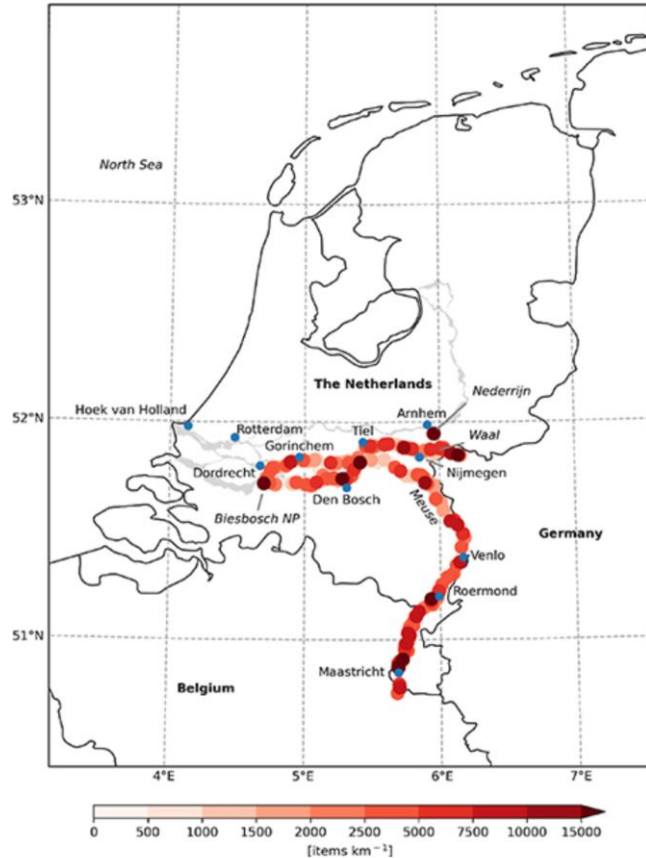 North Sea
53°N
The Netherlands
Nederrijn
Hoek van Holland
52°N
Arnhem
Rotterdam
Tiel
Waal
Gorinchem
Dordrecht
Nijmegen
Den Bosch
Biesbosch NP
Meuse
Germany
Venlo
Roermond
51°N
Maastricht
Belgium
4°E 5°E 6°E 7°E
0 500 1000 1500 2000 2500 5000 7500 10000 15000
[items km⁻¹]